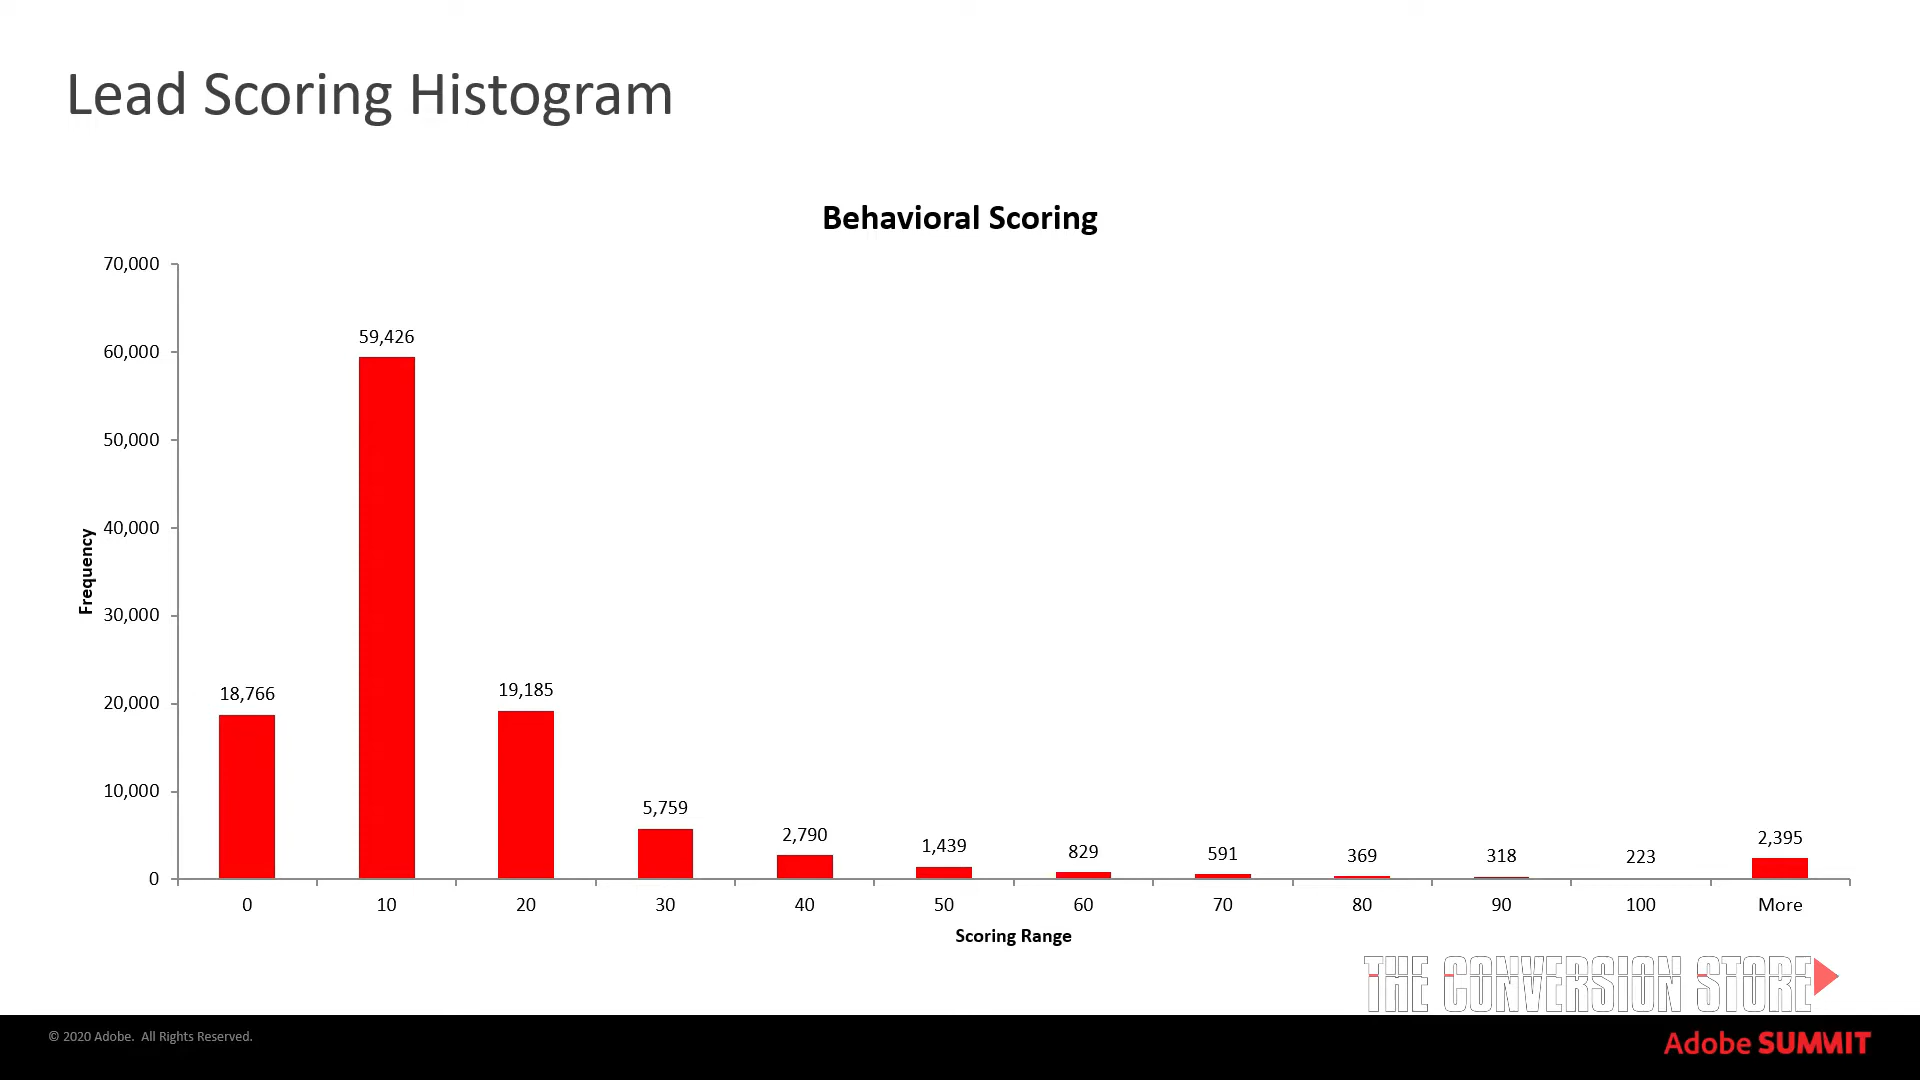 Lead Scoring Histogram
Behavioral Scoring
70,000
60,000
50,000
40,000
30,000
20,000
10,000
0
Frequency
18,766
59,426
19,185
5,759
2,790
1,439
829
591
369
318
223
2,395
0 10 20 30 40 50 60 70 80 90 100 More
Scoring Range
THE CONVERSION STORE
© 2020 Adobe. All Rights Reserved.
Adobe SUMMIT